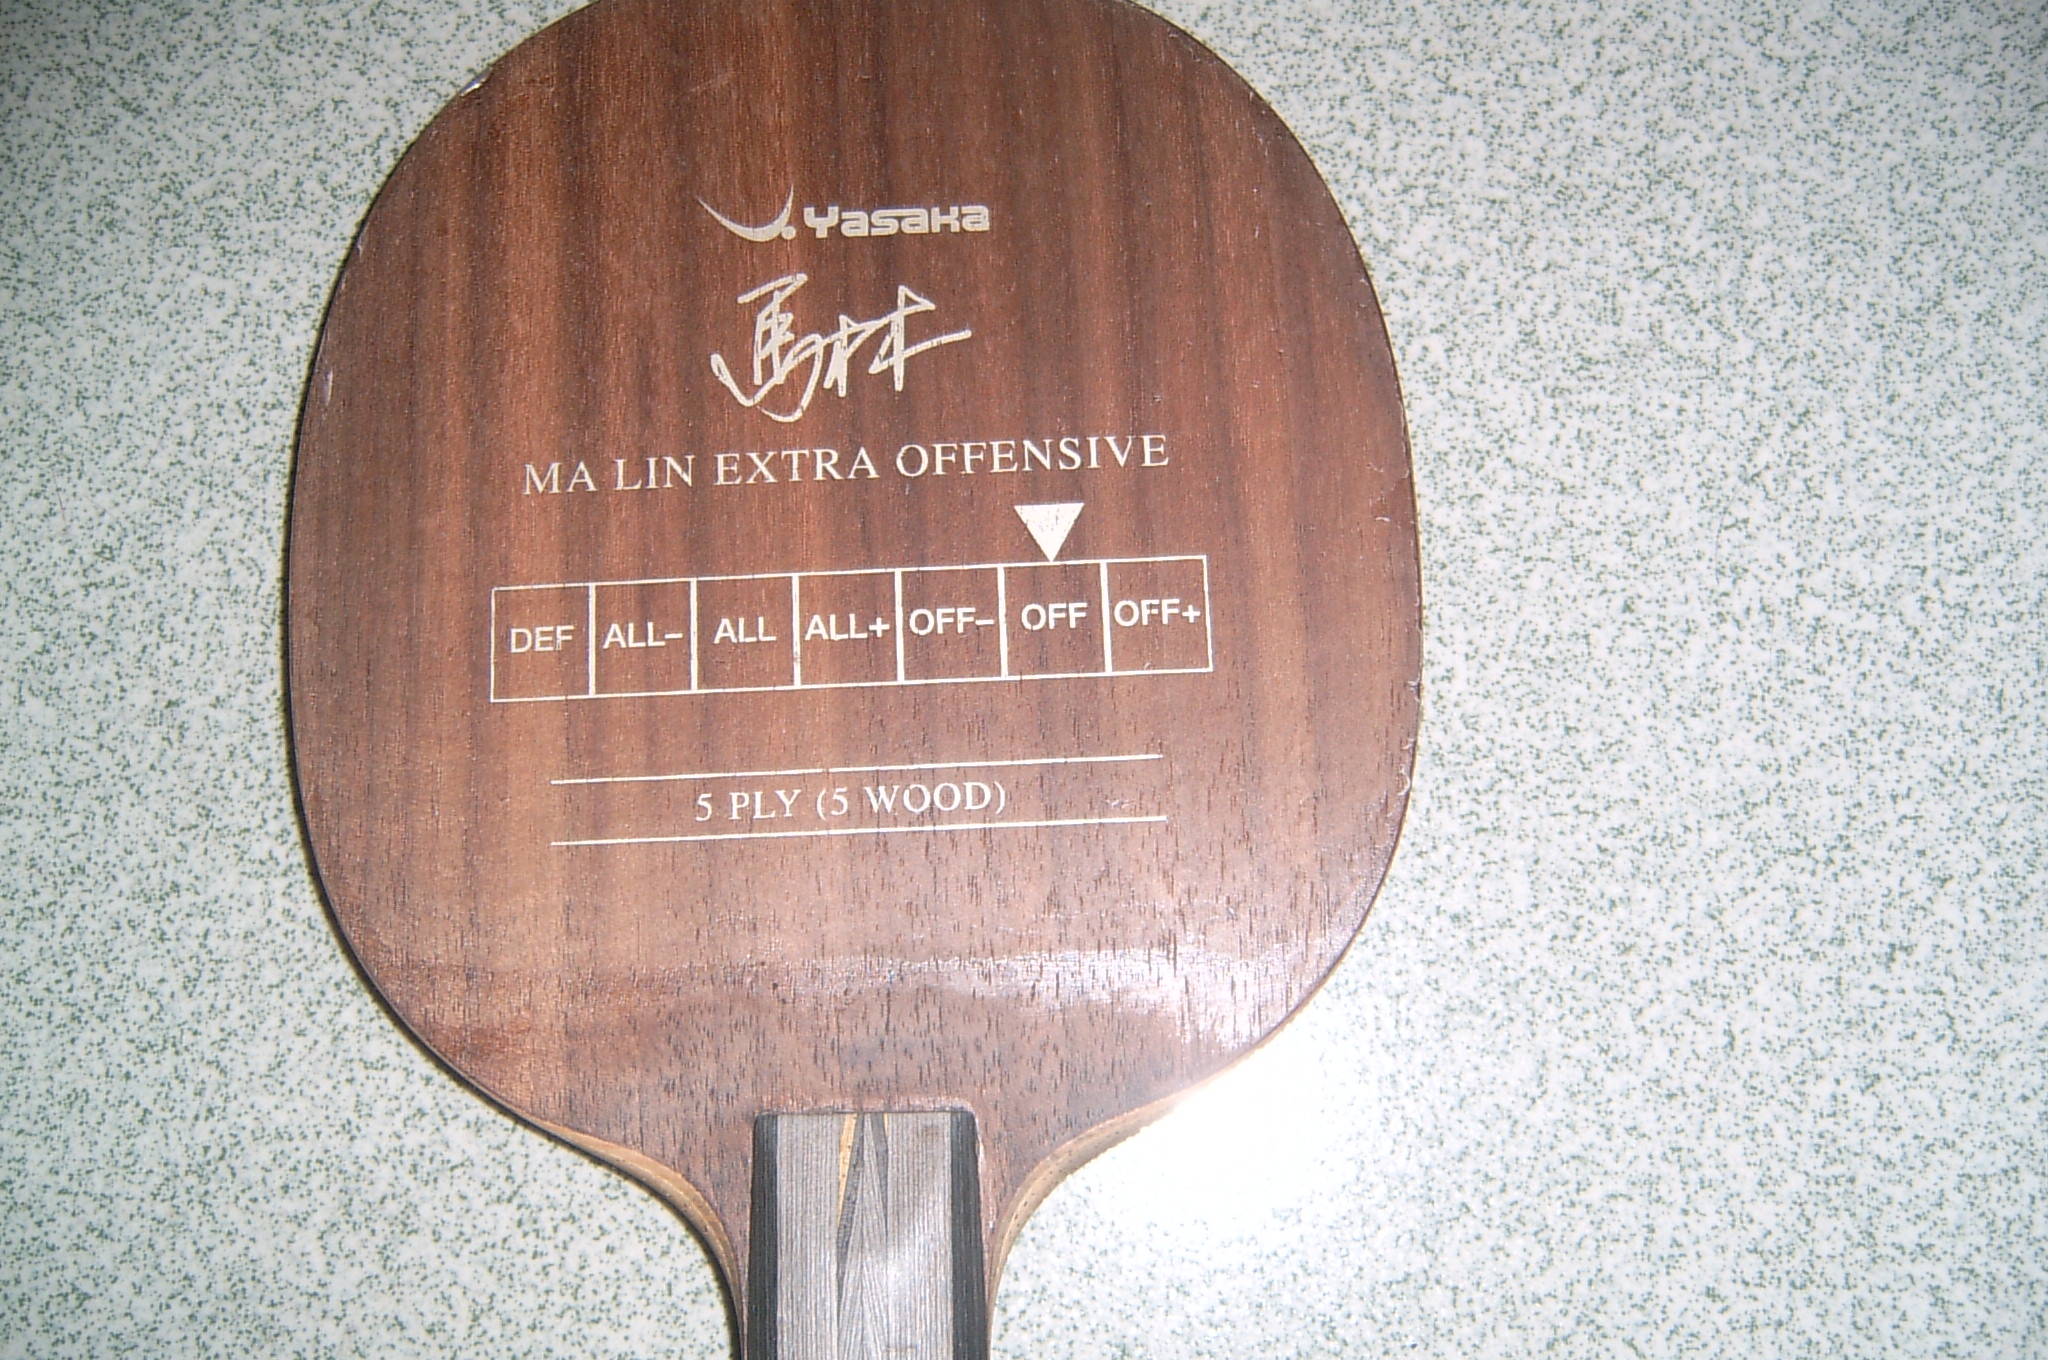 Yasaka
馬林
MA LIN EXTRA OFFENSIVE
DEF ALL- ALL ALL+ OFF- OFF OFF+
5 PLY (5 WOOD)